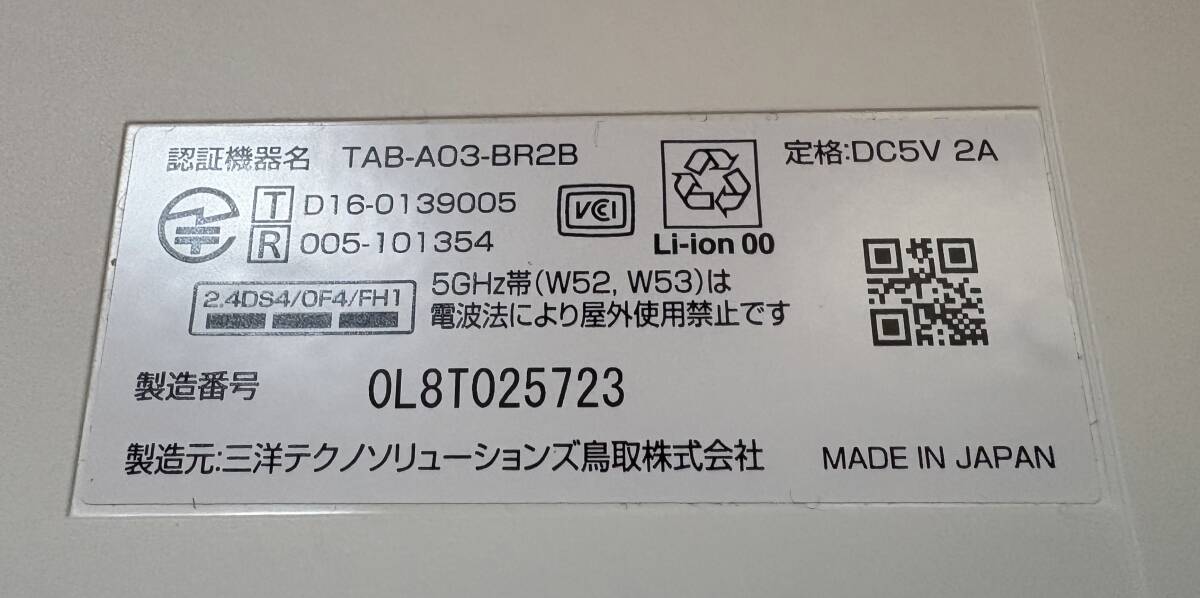 認証機器名 TAB-A03-BR2B
定格:DC5V 2A
T D16-0139005
R 005-101354
VCCI
Li-ion 00
2.4DS4/OF4/FH1
5GHz帯(W52, W53)は
電波法により屋外使用禁止です
製造番号 0L8T025723
製造元:三洋テクノソリューションズ鳥取株式会社 MADE IN JAPAN